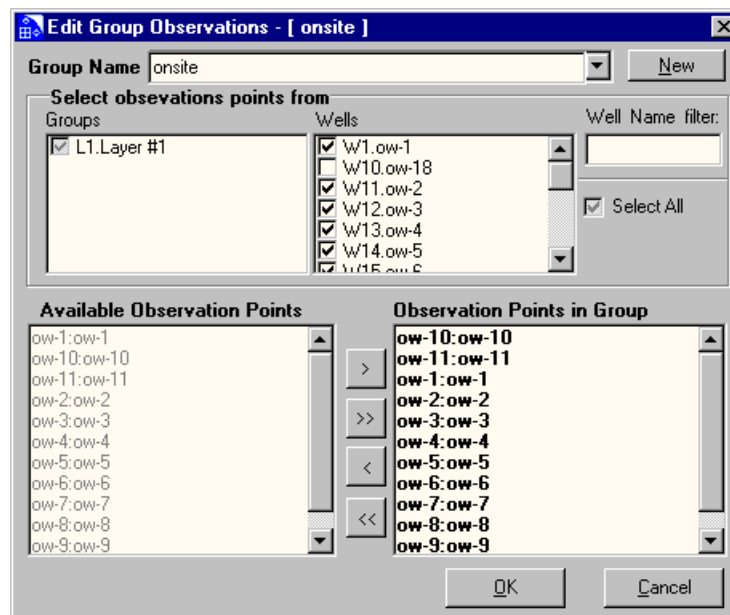 Edit Group Observations - [ onsite ]
Group Name onsite New
Select obsevations points from
Groups Wells Well Name filter:
L1.Layer #1
W1.ow-1
W10.ow-18
W11.ow-2
W12.ow-3
W13.ow-4
W14.ow-5
W15.ow-6
Select All
Available Observation Points
ow-1:ow-1
ow-10:ow-10
ow-11:ow-11
ow-2:ow-2
ow-3:ow-3
ow-4:ow-4
ow-5:ow-5
ow-6:ow-6
ow-7:ow-7
ow-8:ow-8
ow-9:ow-9
>
>>
<
<<
Observation Points in Group
ow-10:ow-10
ow-11:ow-11
ow-1:ow-1
ow-2:ow-2
ow-3:ow-3
ow-4:ow-4
ow-5:ow-5
ow-6:ow-6
ow-7:ow-7
ow-8:ow-8
ow-9:ow-9
OK Cancel